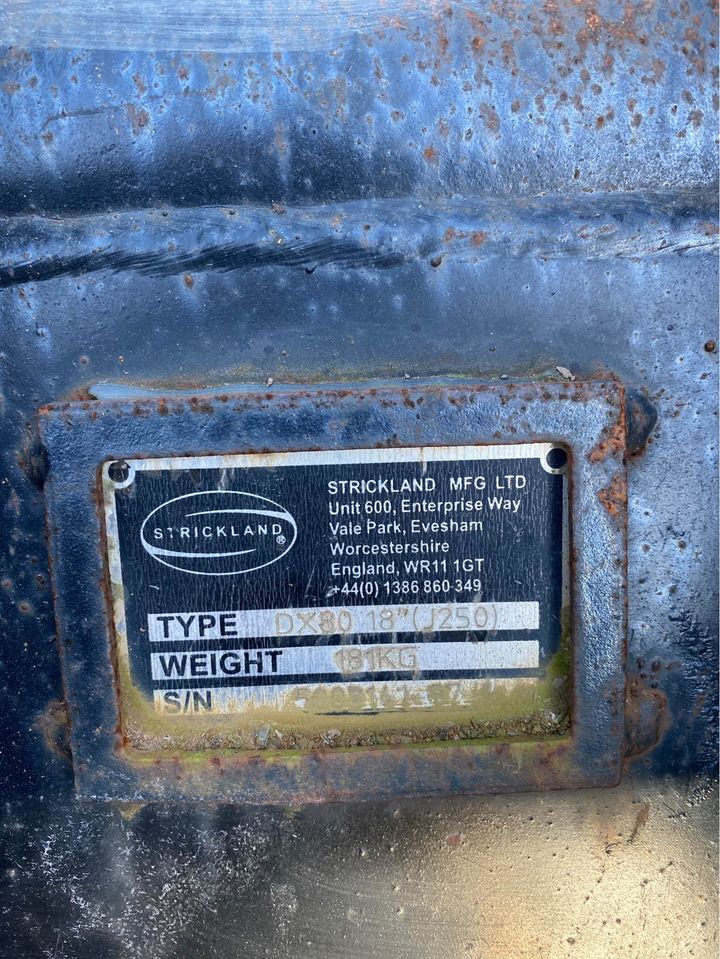 STRICKLAND ®
STRICKLAND MFG LTD
Unit 600, Enterprise Way
Vale Park, Evesham
Worcestershire
England, WR11 1GT
+44(0) 1386 860 349
TYPE DX80 18"(J250)
WEIGHT 181KG
S/N